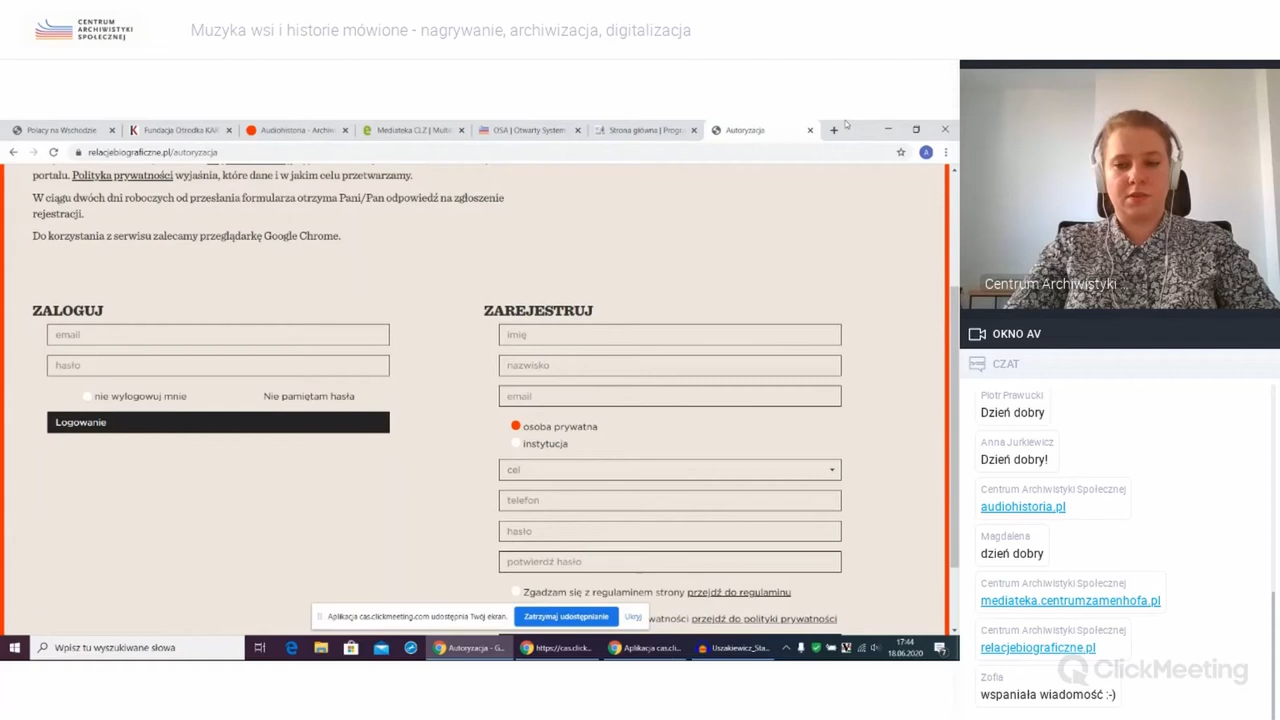 CENTRUM
ARCHIWISTYKI
SPOŁECZNEJ
Muzyka wsi i historie mówione - nagrywanie, archiwizacja, digitalizacja
Polacy na Wschodzie
Fundacja Ośrodka KAR
Audiohistoria - Archiw
Mediateka CLZ | Multi
OSA | Otwarty System
Strona główna | Progr
Autoryzacja
relacjebiograficzne.pl/autoryzacja
portalu. Polityka prywatności wyjaśnia, które dane i w jakim celu przetwarzamy.
W ciągu dwóch dni roboczych od przesłania formularza otrzyma Pani/Pan odpowiedź na zgłoszenie
rejestracji.
Do korzystania z serwisu zalecamy przeglądarkę Google Chrome.
ZALOGUJ
email
hasło
nie wylogowuj mnie
Nie pamiętam hasła
Logowanie
ZAREJESTRUJ
imię
nazwisko
email
osoba prywatna
instytucja
cel
telefon
hasło
potwierdź hasło
Zgadzam się z regulaminem strony przejdź do regulaminu
watności przejdź do polityki prywatności
Aplikacja cas.clickmeeting.com udostępnia Twój ekran.
Zatrzymaj udostępnianie
Ukryj
Wpisz tu wyszukiwane słowa
Autoryzacja - G...
https://cas.click...
Aplikacja cas.cli...
Uszakiewicz_Sta...
17:44
18.06.2020
Centrum Archiwistyki ...
OKNO AV
CZAT
Piotr Prawucki
Dzień dobry
Anna Jurkiewicz
Dzień dobry!
Centrum Archiwistyki Społecznej
audiohistoria.pl
Magdalena
dzień dobry
Centrum Archiwistyki Społecznej
mediateka.centrumzamenhofa.pl
Centrum Archiwistyki Społecznej
relacjebiograficzne.pl
Zofia
wspaniała wiadomość :-)
ClickMeeting